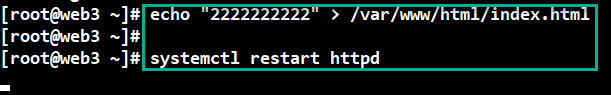 [root@web3 ~]# echo "2222222222" > /var/www/html/index.html
[root@web3 ~]#
[root@web3 ~]# systemctl restart httpd